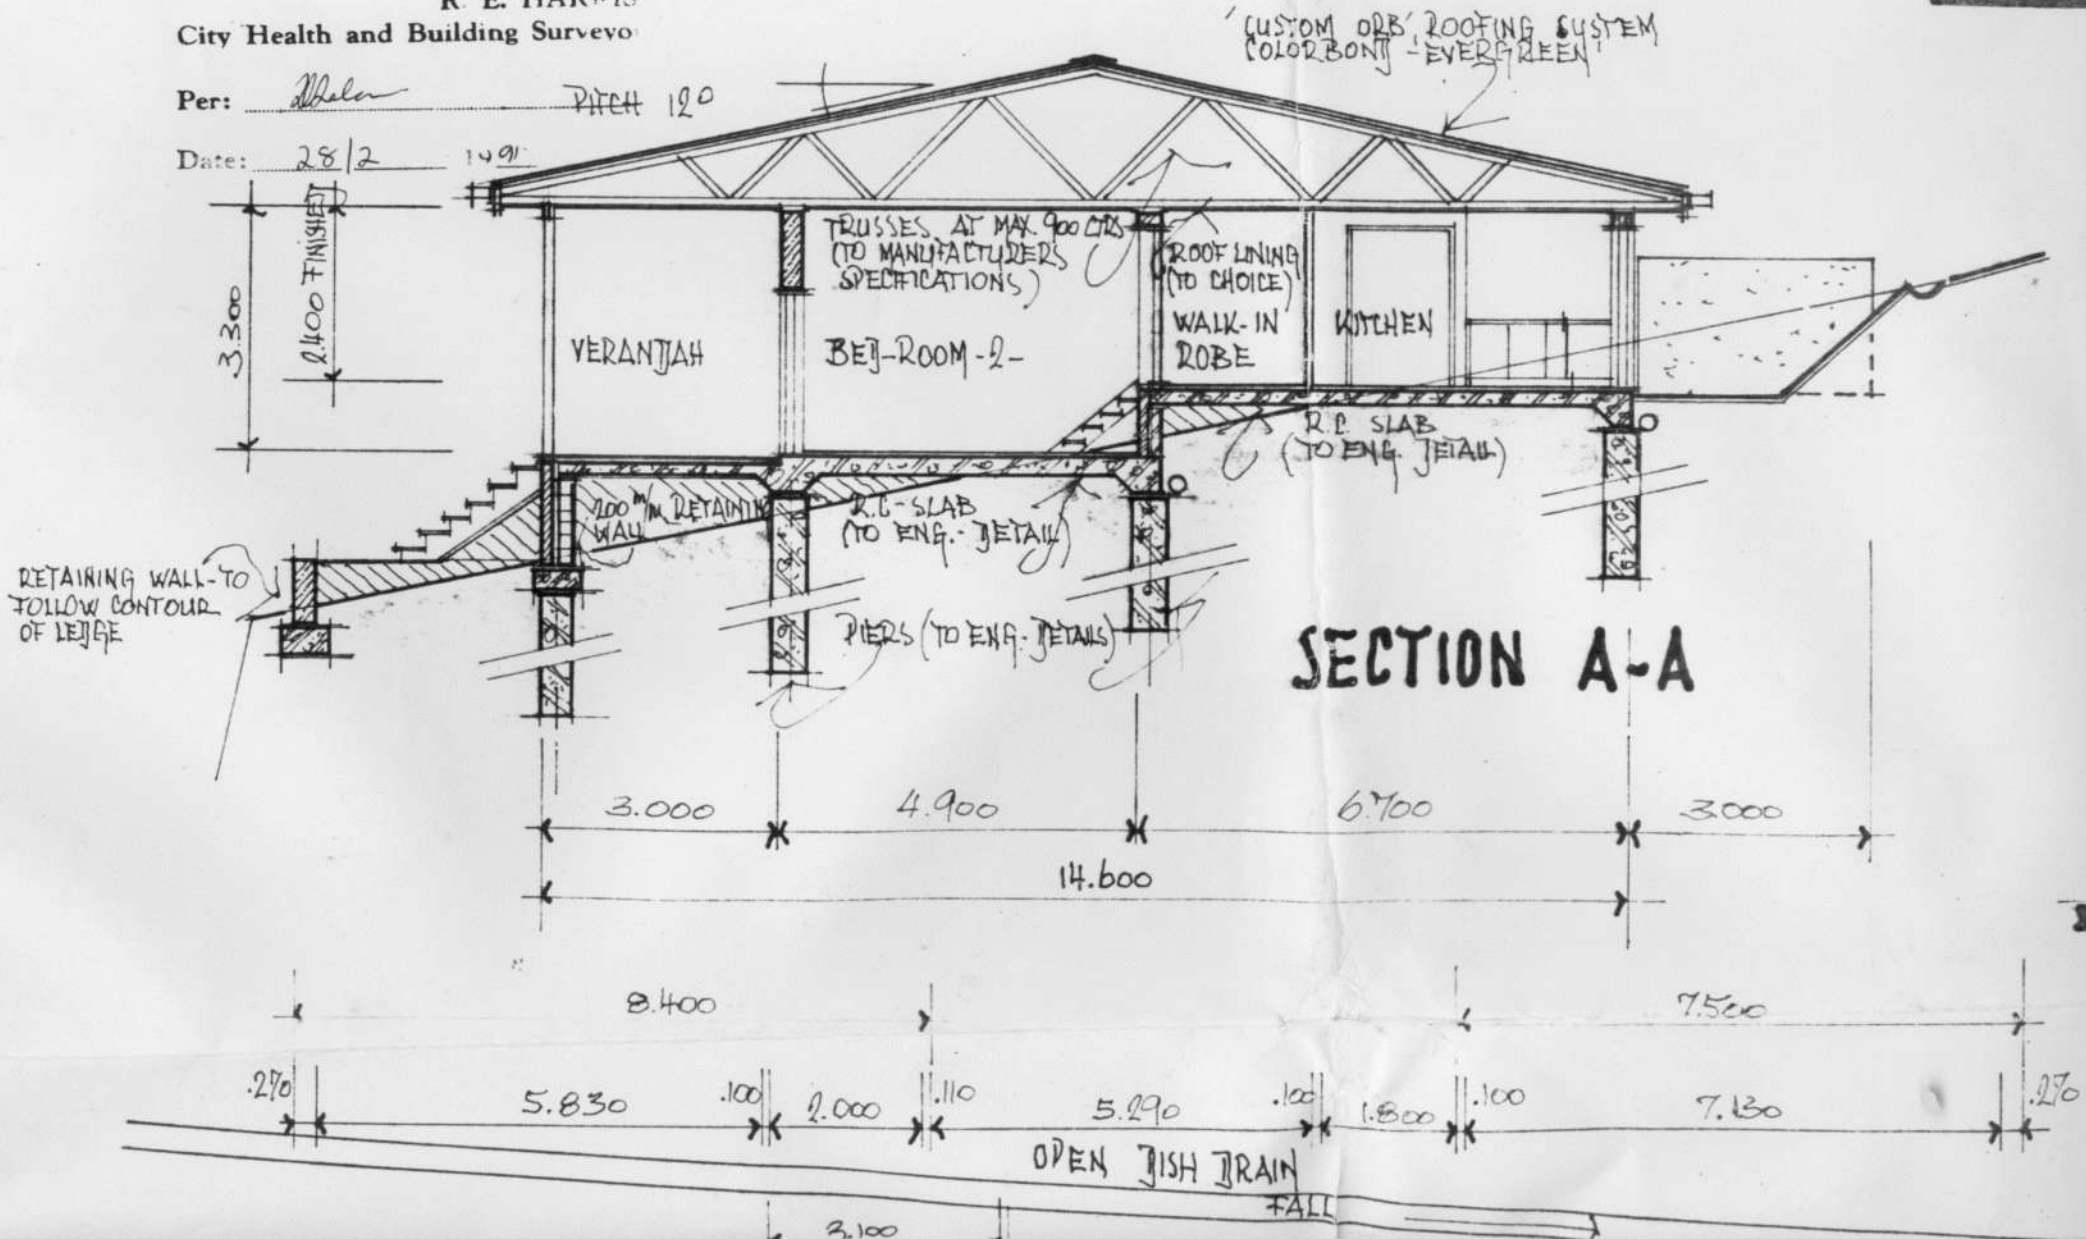 R. E. HARRIS
City Health and Building Surveyo
Per:
PITCH 12°
Date: 28/2 1991
'CUSTOM ORB' ROOFING SYSTEM
COLORBOND - 'EVERGREEN'
3.300
2.400 FINISHED
TRUSSES AT MAX. 900 CTRS
(TO MANUFACTURERS
SPECIFICATIONS)
ROOF LINING
(TO CHOICE)
VERANDAH
BED-ROOM -2-
WALK-IN
ROBE
KITCHEN
R.C. SLAB
(TO ENG. DETAIL)
200 m/m RETAINING
WALL
R.C-SLAB
(TO ENG.- DETAIL)
RETAINING WALL-TO
FOLLOW CONTOUR
OF LEDGE
PIERS (TO ENG. DETAILS)
SECTION A-A
3.000 4.900 6.700 3.000
14.600
8.400 7.500
.270 5.830 .100 2.000 .110 5.290 .100 1.800 .100 7.130 .270
OPEN DISH DRAIN
FALL
3.100